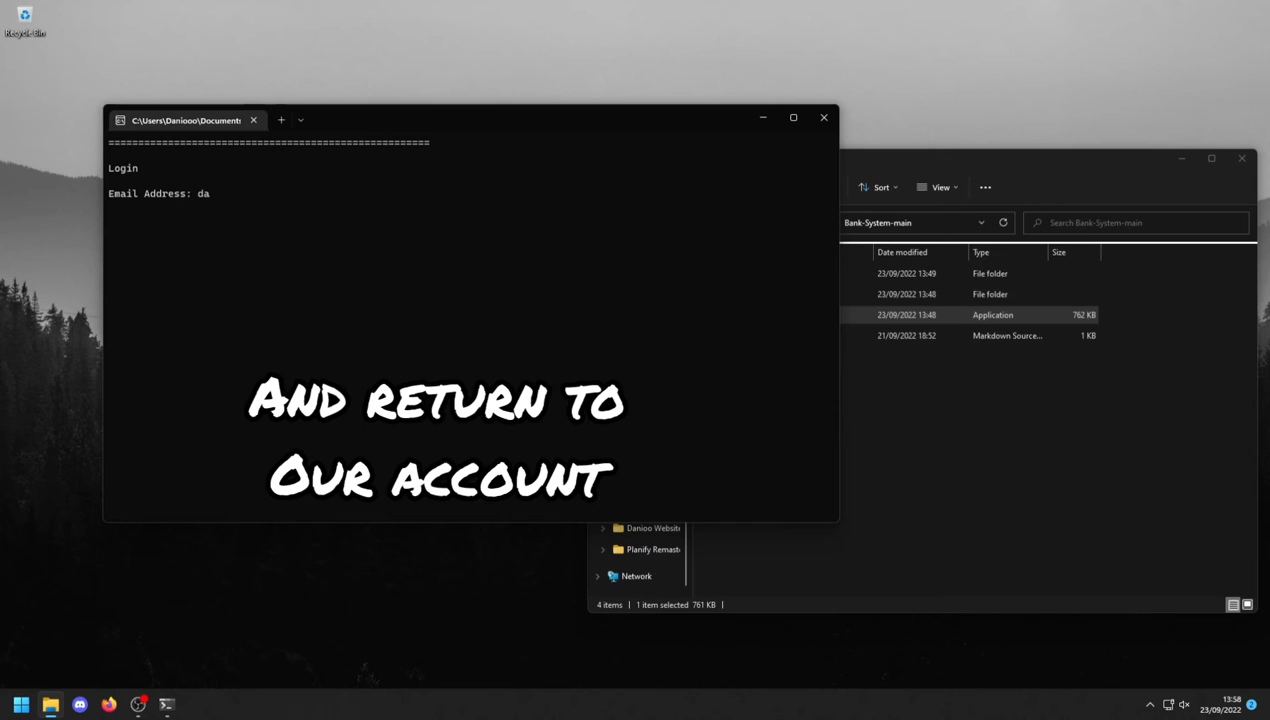 Recycle Bin
C:\Users\Daniooo\Documents
======================================================
Login
Email Address: da
And return to
Our account
Sort
View
Bank-System-main
Search Bank-System-main
Date modified
Type
Size
23/09/2022 13:49
File folder
23/09/2022 13:48
File folder
23/09/2022 13:48
Application
762 KB
21/09/2022 18:52
Markdown Source...
1 KB
Danioo Website
Planify Remaste
Network
4 items
1 item selected 761 KB
13:58
23/09/2022
2